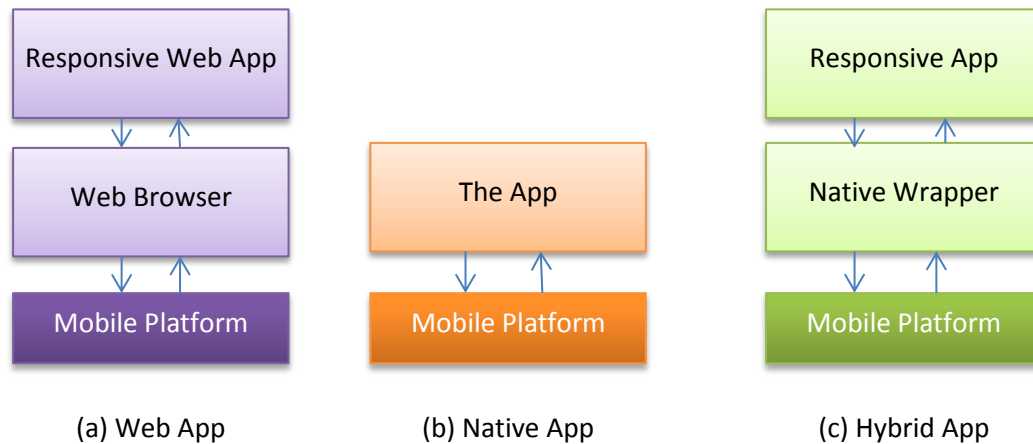 Responsive Web App
Web Browser
Mobile Platform
(a) Web App
The App
Mobile Platform
(b) Native App
Responsive App
Native Wrapper
Mobile Platform
(c) Hybrid App